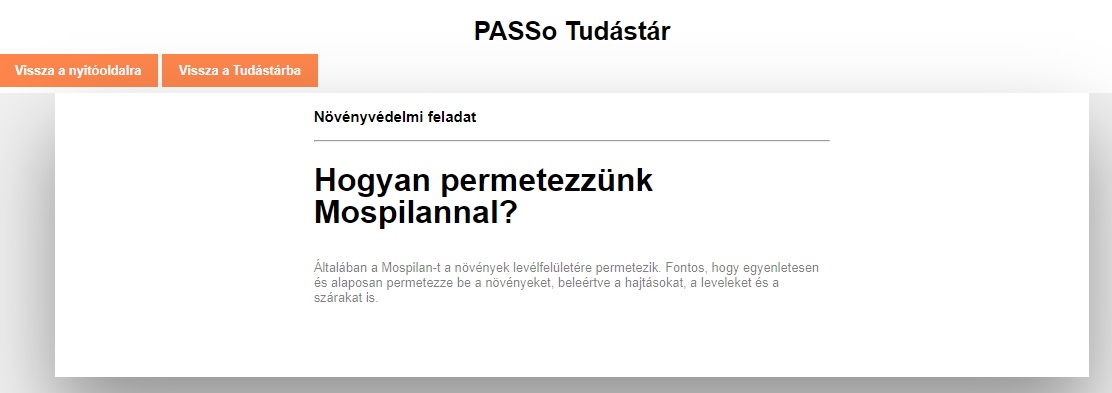 PASSo Tudástár
Vissza a nyitóoldalra
Vissza a Tudástárba
Növényvédelmi feladat
Hogyan permetezzünk
Mospilannal?
Általában a Mospilan-t a növények levélfelületére permetezik. Fontos, hogy egyenletesen
és alaposan permetezze be a növényeket, beleértve a hajtásokat, a leveleket és a
szárakat is.